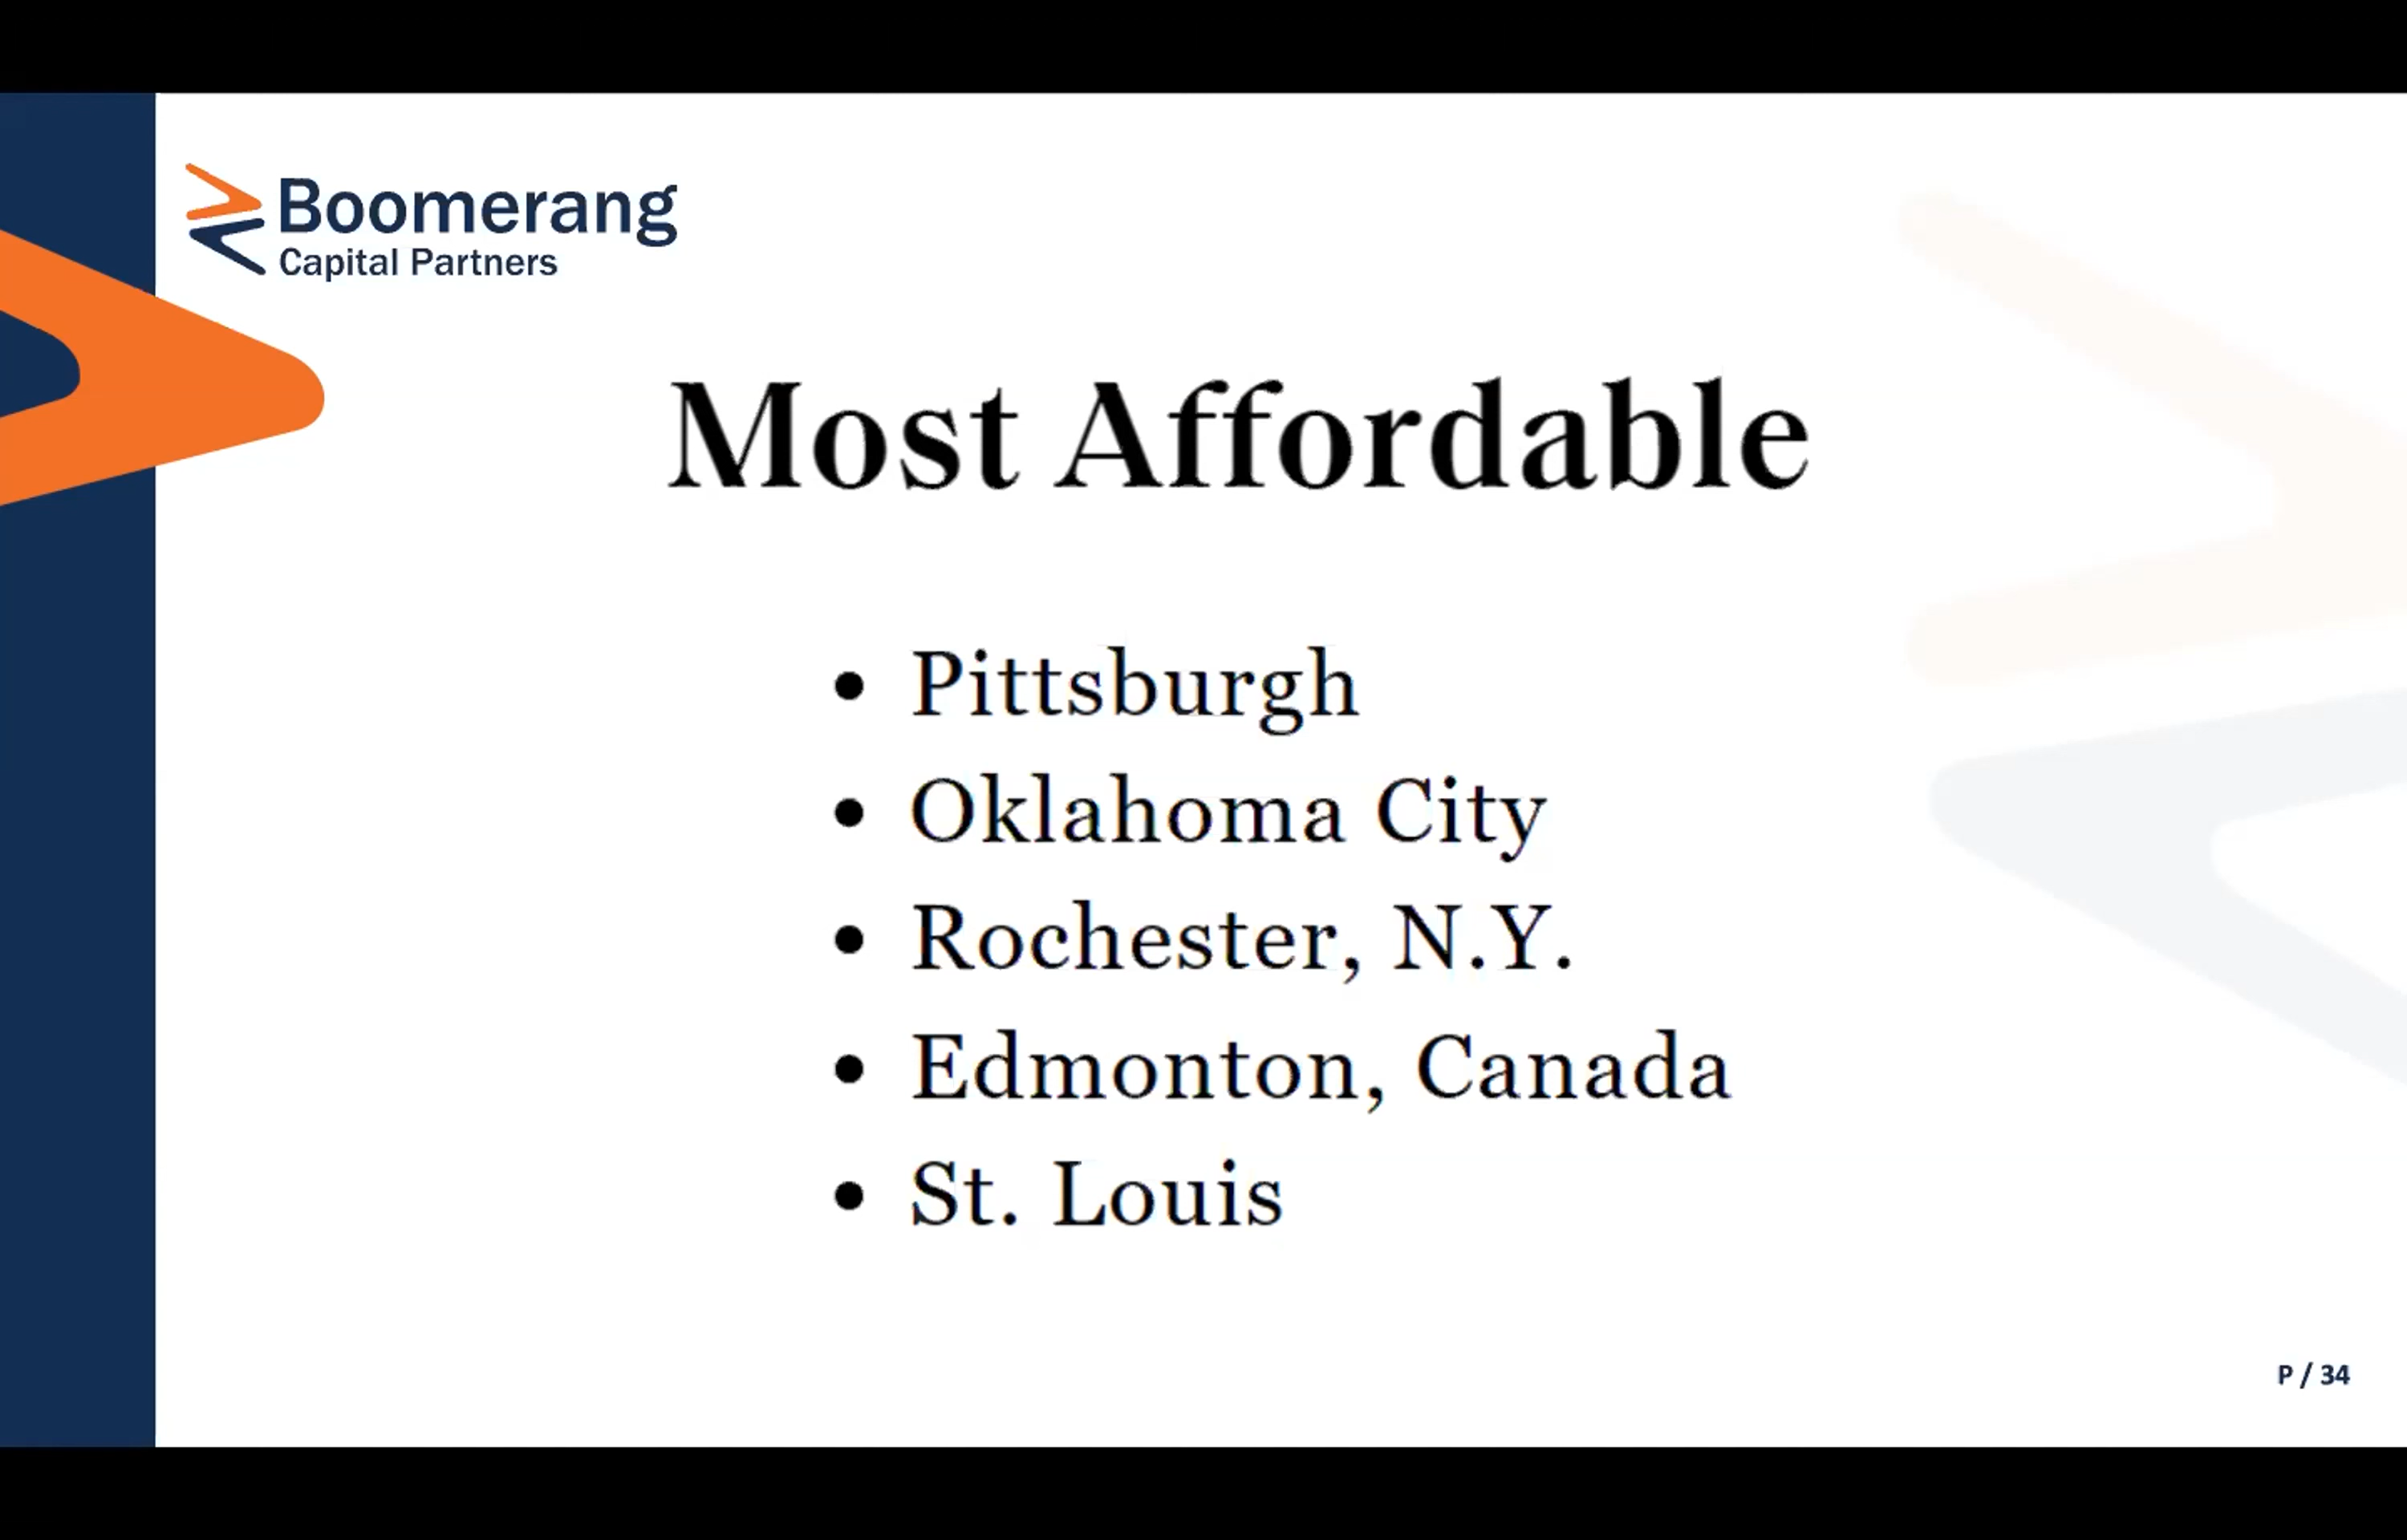 Boomerang
Capital Partners
Most Affordable
• Pittsburgh
• Oklahoma City
• Rochester, N.Y.
• Edmonton, Canada
• St. Louis
P / 34